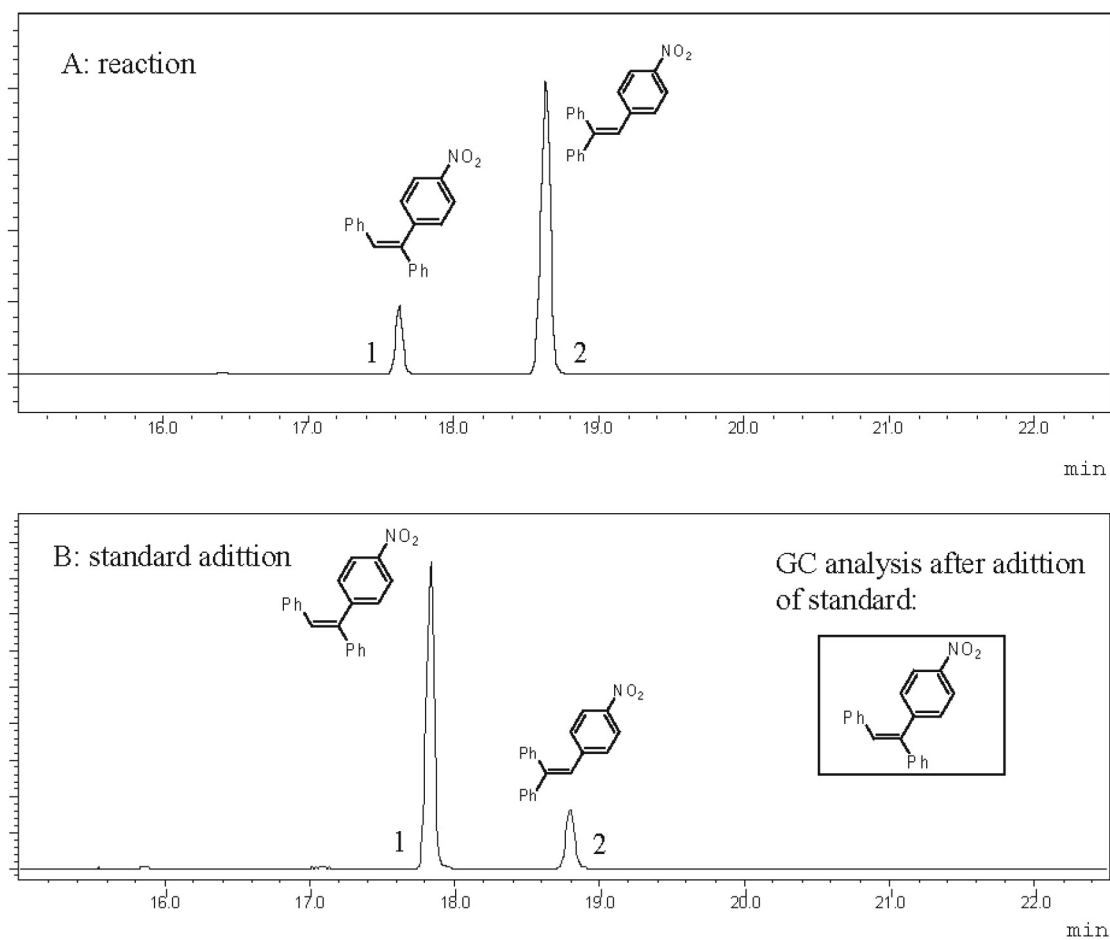 A: reaction
NO2
Ph
Ph
NO2
Ph
Ph
1
2
16.0 17.0 18.0 19.0 20.0 21.0 22.0
min
B: standard adittion
NO2
Ph
Ph
NO2
Ph
Ph
1
2
GC analysis after adittion
of standard:
NO2
Ph
Ph
16.0 17.0 18.0 19.0 20.0 21.0 22.0
min